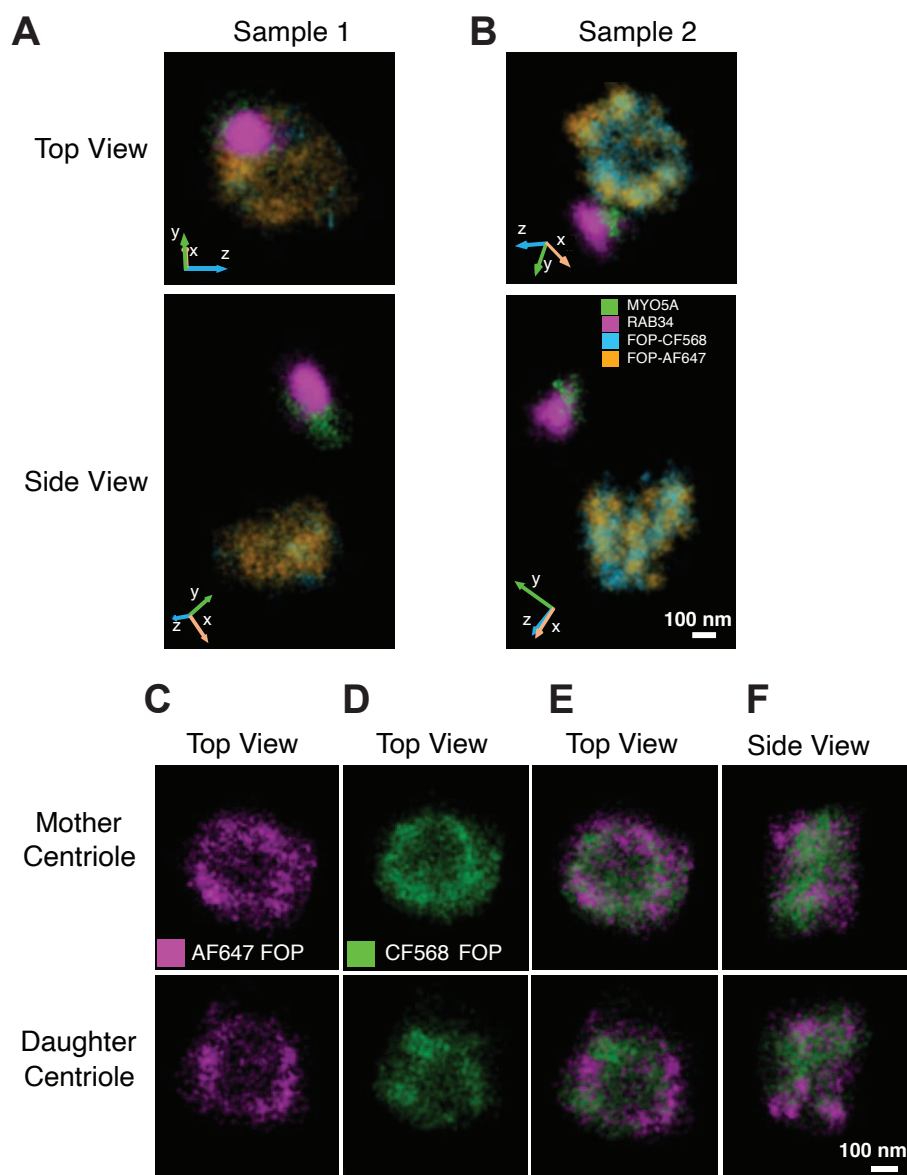 A
Sample 1
B
Sample 2
Top View
y
x
z
z
x
y
MYO5A
RAB34
FOP-CF568
FOP-AF647
Side View
y
z
x
y
z
x
100 nm
C
D
E
F
Top View
Top View
Top View
Side View
Mother
Centriole
AF647 FOP
CF568 FOP
Daughter
Centriole
100 nm